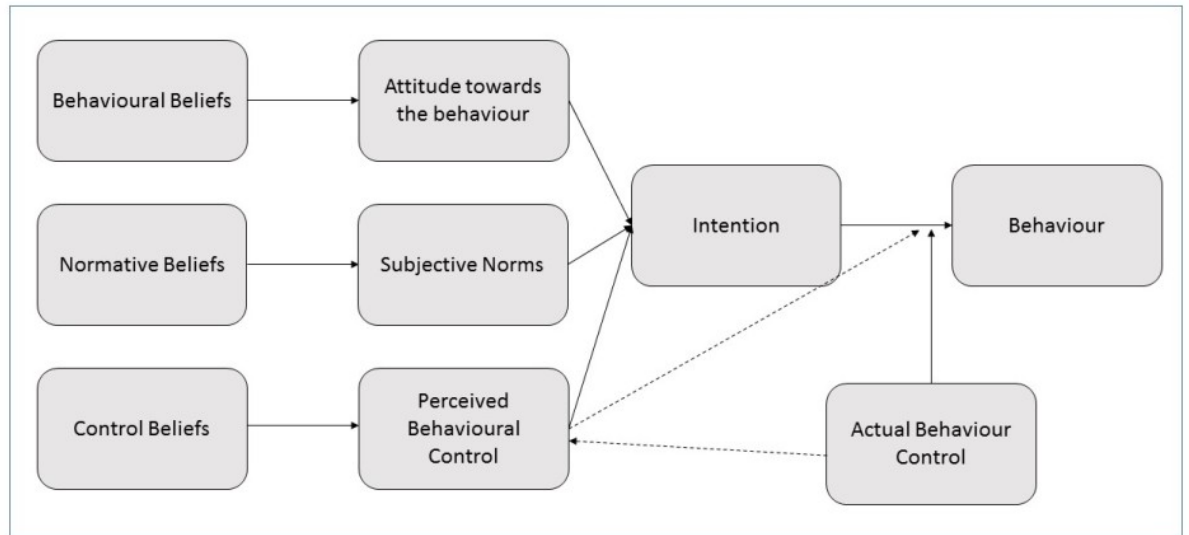 Behavioural Beliefs
Attitude towards
the behaviour
Normative Beliefs
Subjective Norms
Intention
Behaviour
Control Beliefs
Perceived
Behavioural
Control
Actual Behaviour
Control